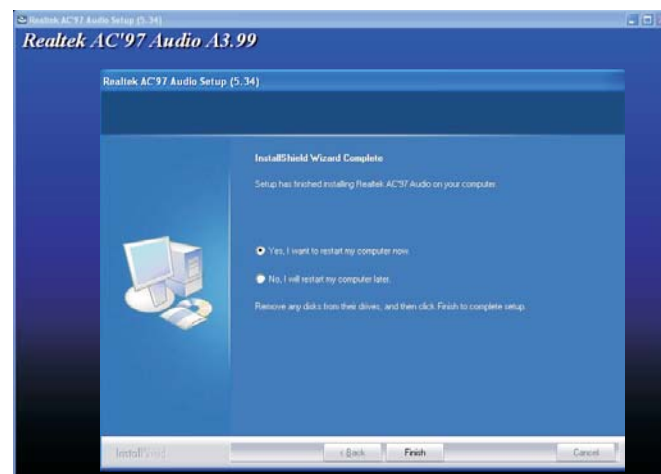 Realtek AC'97 Audio Setup (5.34)
Realtek AC'97 Audio A3.99
Realtek AC'97 Audio Setup (5.34)
InstallShield Wizard Complete
Setup has finished installing Realtek AC'97 Audio on your computer.
Yes, I want to restart my computer now.
No, I will restart my computer later.
Remove any disks from their drives, and then click Finish to complete setup.
InstallShield
< Back
Finish
Cancel